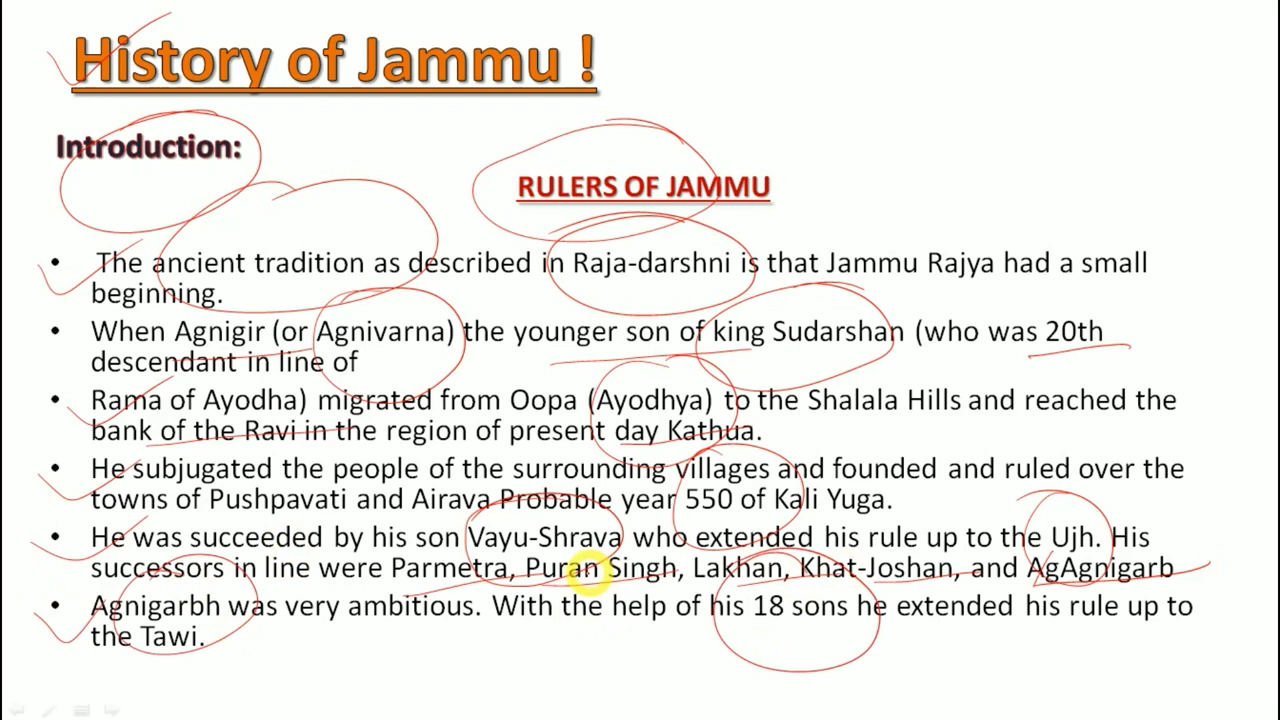 History of Jammu !
Introduction:
RULERS OF JAMMU
• The ancient tradition as described in Raja-darshni is that Jammu Rajya had a small
beginning.
• When Agnigir (or Agnivarna) the younger son of king Sudarshan (who was 20th
descendant in line of
• Rama of Ayodha) migrated from Oopa (Ayodhya) to the Shalala Hills and reached the
bank of the Ravi in the region of present day Kathua.
• He subjugated the people of the surrounding villages and founded and ruled over the
towns of Pushpavati and Airava Probable year 550 of Kali Yuga.
• He was succeeded by his son Vayu-Shrava who extended his rule up to the Ujh. His
successors in line were Parmetra, Puran Singh, Lakhan, Khat-Joshan, and AgAgnigarb
• Agnigarbh was very ambitious. With the help of his 18 sons he extended his rule up to
the Tawi.